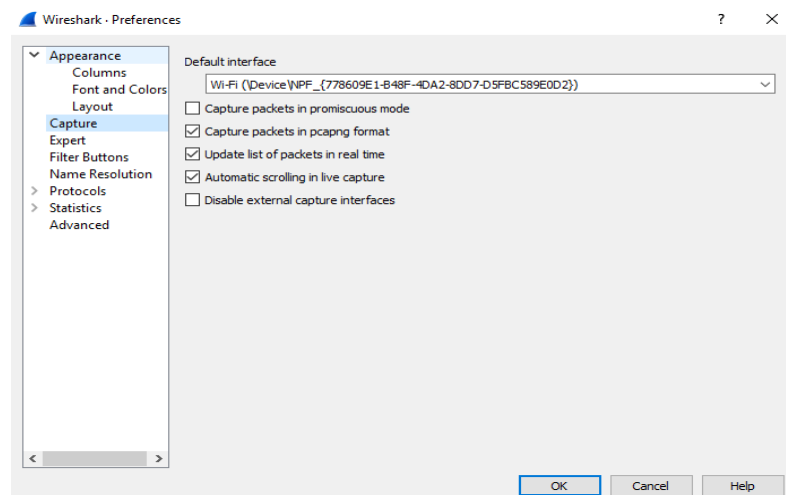 Wireshark · Preferences
? ×
Appearance
Columns
Font and Colors
Layout
Capture
Expert
Filter Buttons
Name Resolution
Protocols
Statistics
Advanced
Default interface
Wi-Fi (\Device\NPF_{778609E1-B48F-4DA2-8DD7-D5FBC589E0D2})
Capture packets in promiscuous mode
Capture packets in pcapng format
Update list of packets in real time
Automatic scrolling in live capture
Disable external capture interfaces
OK Cancel Help